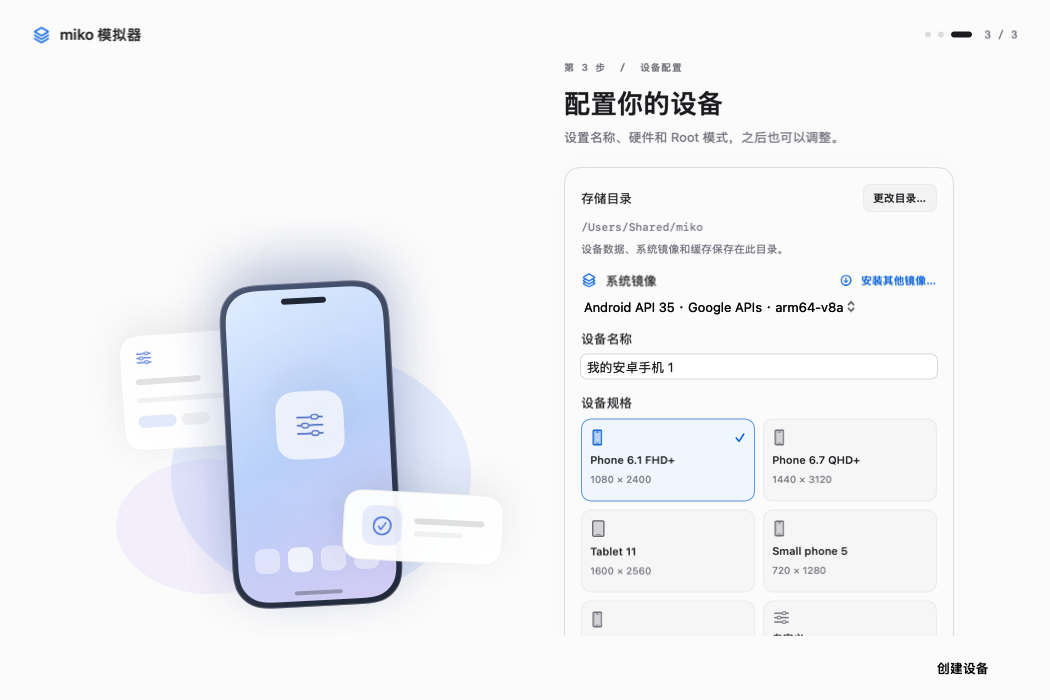 miko 模拟器
3 / 3
第 3 步 / 设备配置
配置你的设备
设置名称、硬件和 Root 模式，之后也可以调整。
存储目录
更改目录...
/Users/Shared/miko
设备数据、系统镜像和缓存保存在此目录。
系统镜像
安装其他镜像...
Android API 35 · Google APIs · arm64-v8a
设备名称
我的安卓手机 1
设备规格
Phone 6.1 FHD+
1080 × 2400
Phone 6.7 QHD+
1440 × 3120
Tablet 11
1600 × 2560
Small phone 5
720 × 1280
创建设备